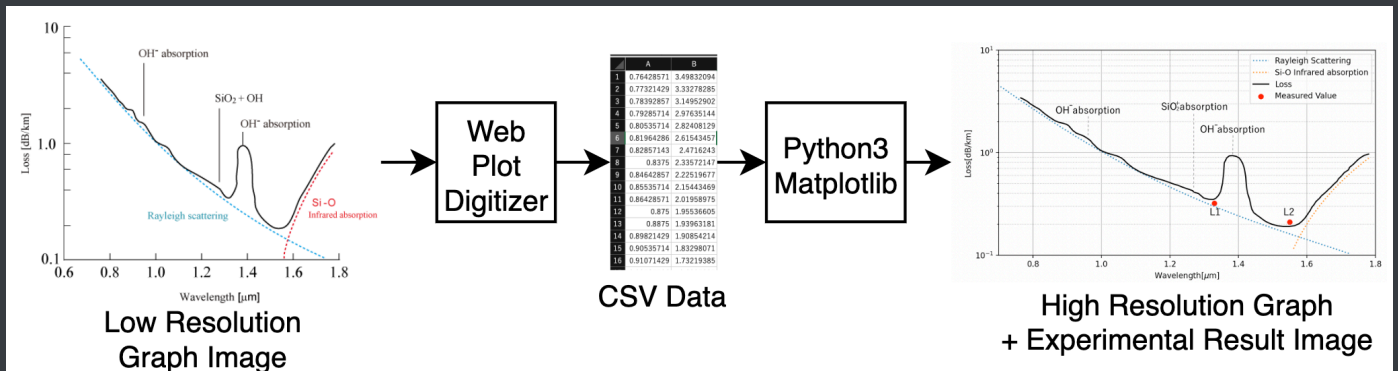 10
1.0
0.1
Loss [dB/km]
OH⁻ absorption
SiO₂ + OH
OH⁻ absorption
Rayleigh scattering
Si-O
Infrared absorption
0.6 0.8 1.0 1.2 1.4 1.6 1.8
Wavelength [μm]
Low Resolution
Graph Image
Web
Plot
Digitizer
A B
1 0.76428571 3.49832094
2 0.77321429 3.33278285
3 0.78392857 3.14952902
4 0.79285714 2.97635144
5 0.80535714 2.82408129
6 0.81964286 2.61543457
7 0.82857143 2.4716243
8 0.8375 2.33572147
9 0.84642857 2.22519677
10 0.85535714 2.15443469
11 0.86428571 2.01958975
12 0.875 1.95536605
13 0.8875 1.93963181
14 0.89821429 1.90854214
15 0.90535714 1.83298071
16 0.91071429 1.73219385
CSV Data
Python3
Matplotlib
10¹
10⁰
10⁻¹
Loss[dB/km]
Rayleigh Scattering
Si-O Infrared absorption
Loss
Measured Value
OH⁻absorption
absorption
OH⁻absorption
L1
L2
0.8 1.0 1.2 1.4 1.6 1.8
Wavelength[μm]
High Resolution Graph
+ Experimental Result Image